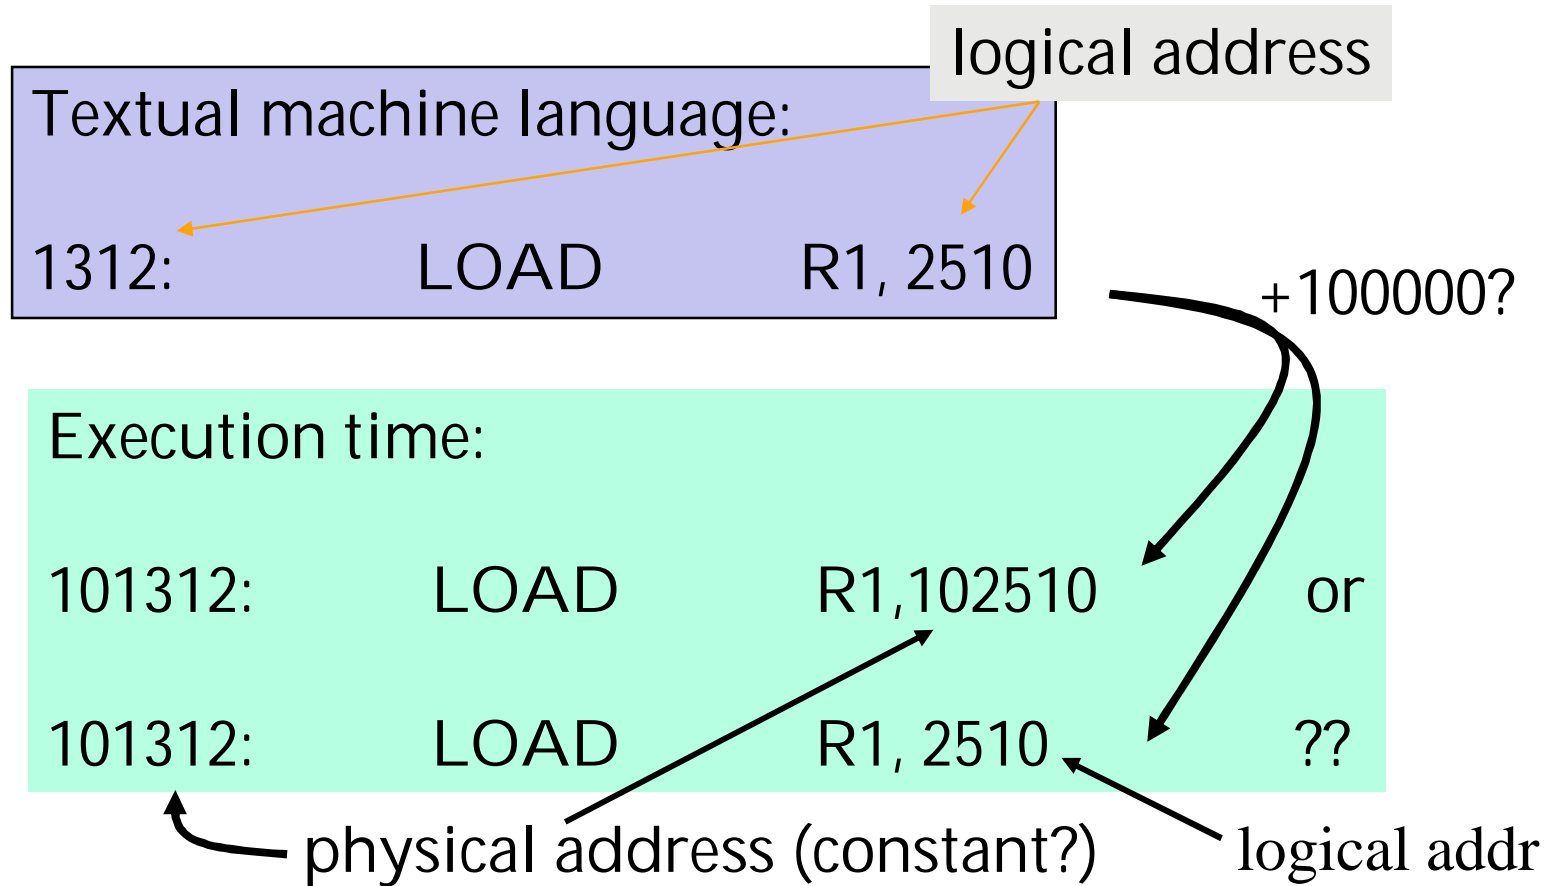 logical address
Textual machine language:
1312: LOAD R1, 2510
+100000?
Execution time:
101312: LOAD R1,102510 or
101312: LOAD R1, 2510 ??
physical address (constant?) logical addr